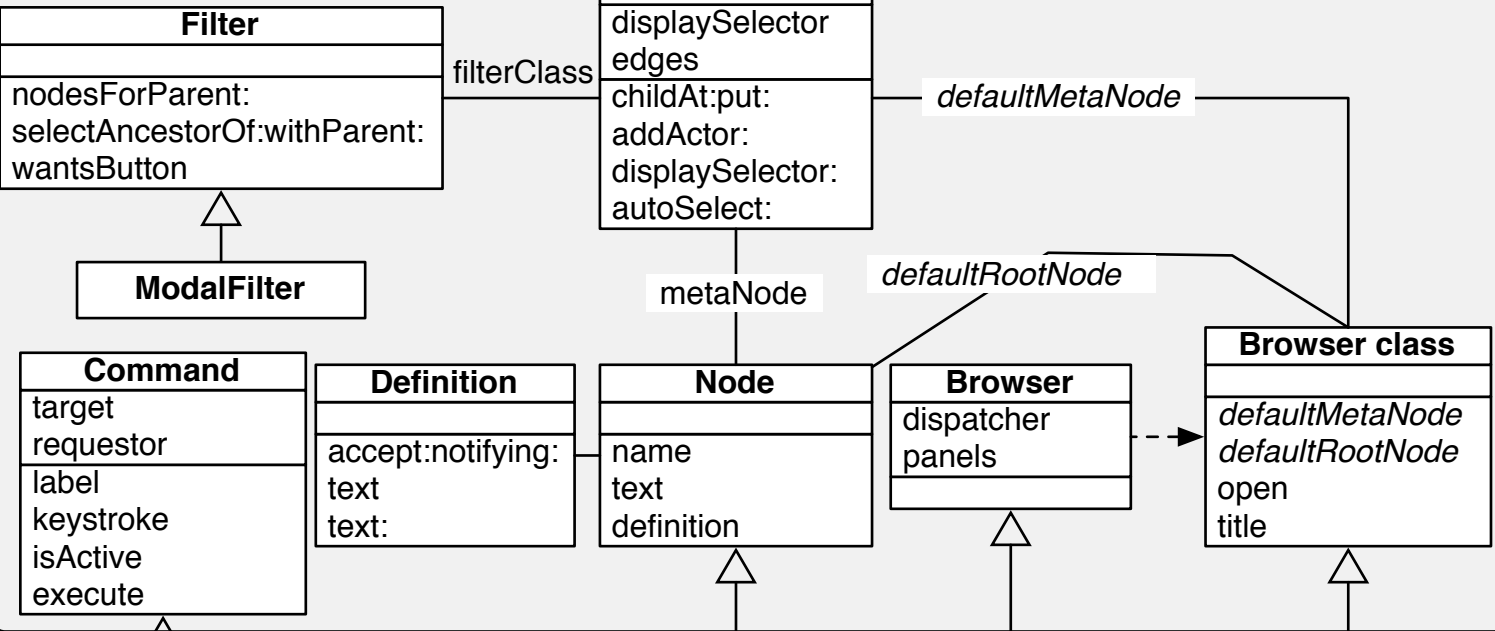 Filter
nodesForParent:
selectAncestorOf:withParent:
wantsButton
filterClass
displaySelector
edges
childAt:put:
addActor:
displaySelector:
autoSelect:
defaultMetaNode
ModalFilter
metaNode
defaultRootNode
Command
target
requestor
label
keystroke
isActive
execute
Definition
accept:notifying:
text
text:
Node
name
text
definition
Browser
dispatcher
panels
Browser class
defaultMetaNode
defaultRootNode
open
title